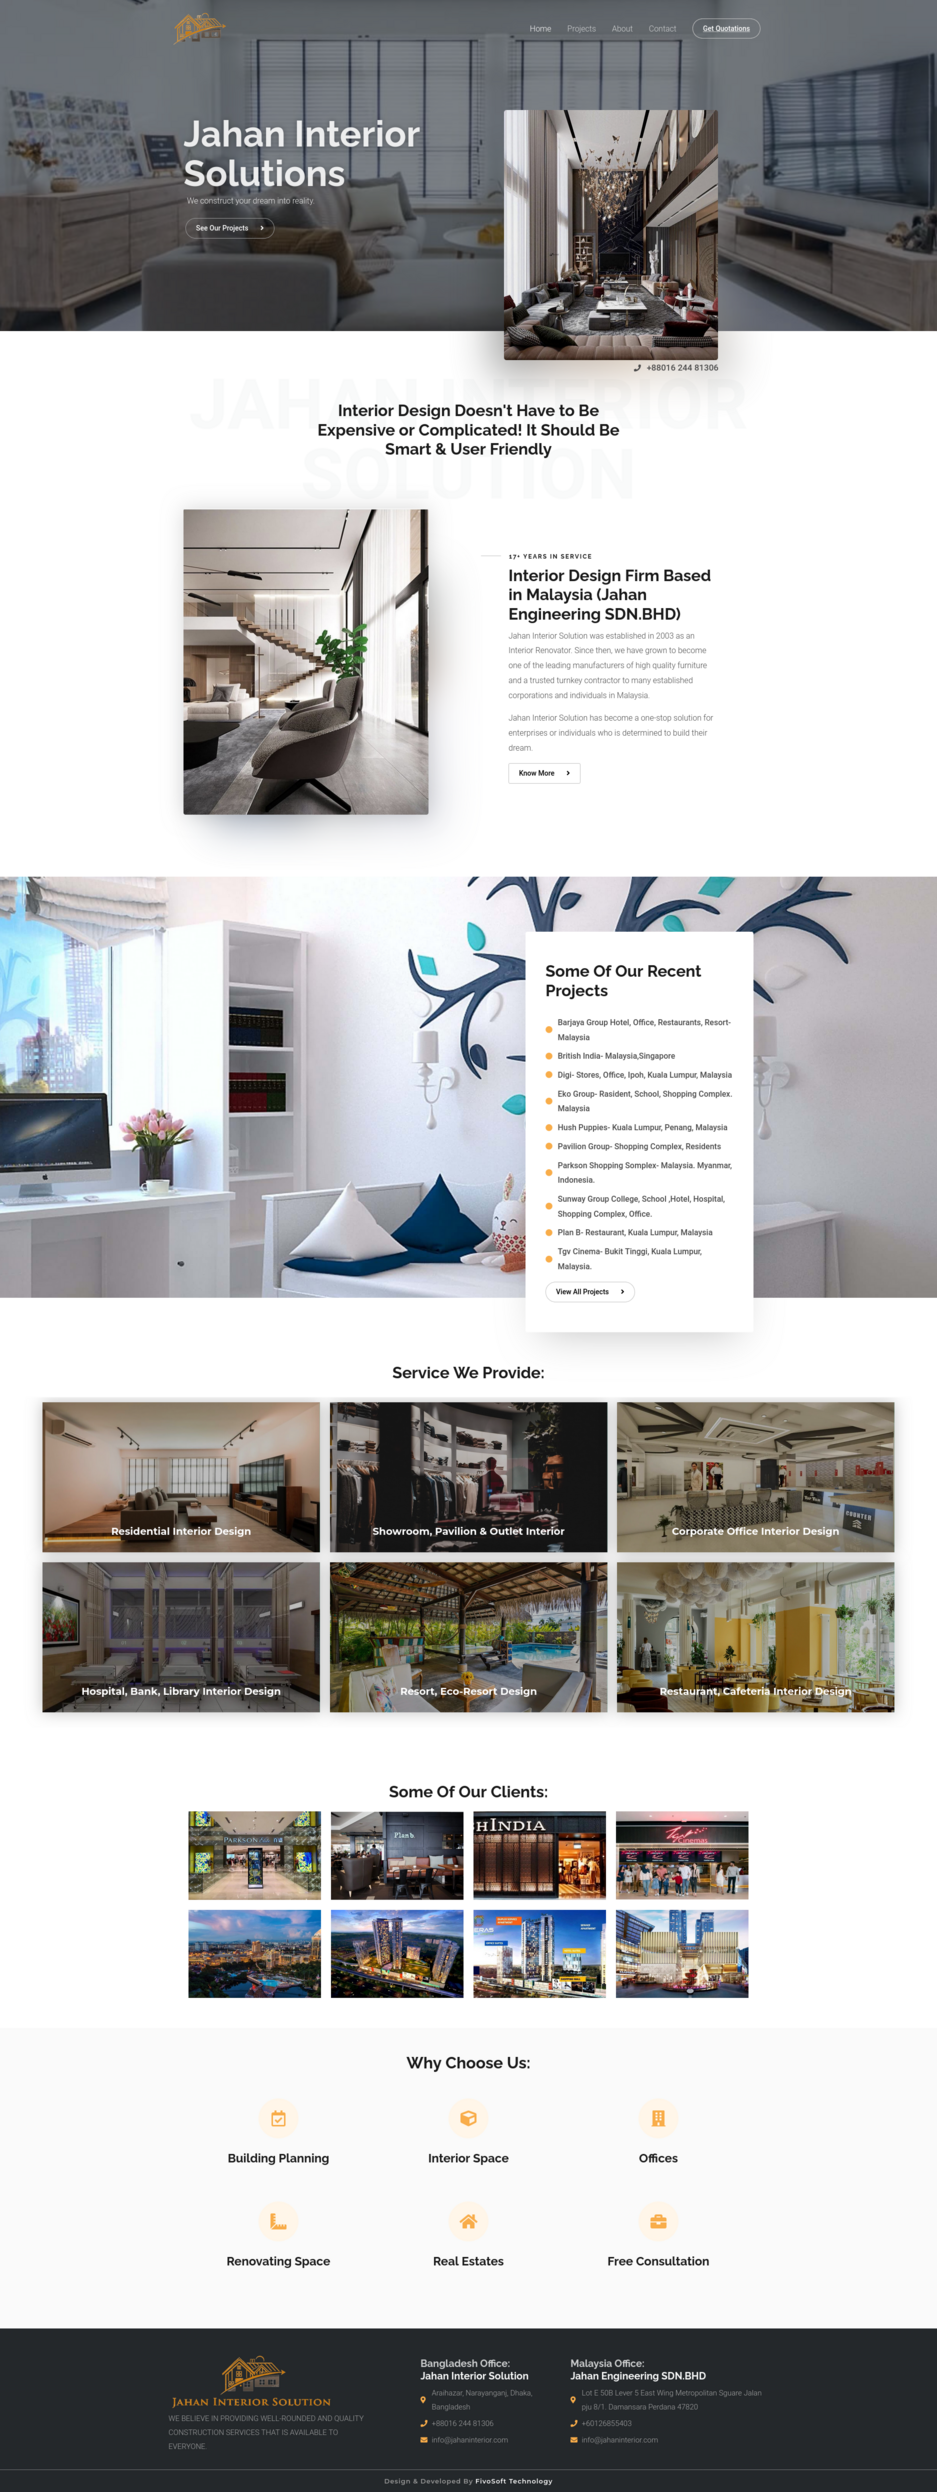 Home Projects About Contact Get Quotations
Jahan Interior
Solutions
We construct your dream into reality.
See Our Projects
+88016 244 81306
JAHAN INTERIOR
SOLUTION
Interior Design Doesn't Have to Be
Expensive or Complicated! It Should Be
Smart & User Friendly
17+ YEARS IN SERVICE
Interior Design Firm Based
in Malaysia (Jahan
Engineering SDN.BHD)
Jahan Interior Solution was established in 2003 as an
Interior Renovator. Since then, we have grown to become
one of the leading manufacturers of high quality furniture
and a trusted turnkey contractor to many established
corporations and individuals in Malaysia.
Jahan Interior Solution has become a one-stop solution for
enterprises or individuals who is determined to build their
dream.
Know More
Some Of Our Recent
Projects
Barjaya Group Hotel, Office, Restaurants, Resort-
Malaysia
British India- Malaysia,Singapore
Digi- Stores, Office, Ipoh, Kuala Lumpur, Malaysia
Eko Group- Rasident, School, Shopping Complex.
Malaysia
Hush Puppies- Kuala Lumpur, Penang, Malaysia
Pavilion Group- Shopping Complex, Residents
Parkson Shopping Somplex- Malaysia. Myanmar,
Indonesia.
Sunway Group College, School ,Hotel, Hospital,
Shopping Complex, Office.
Plan B- Restaurant, Kuala Lumpur, Malaysia
Tgv Cinema- Bukit Tinggi, Kuala Lumpur,
Malaysia.
View All Projects
Service We Provide:
Residential Interior Design
Showroom, Pavilion & Outlet Interior
Corporate Office Interior Design
Hospital, Bank, Library Interior Design
Resort, Eco-Resort Design
Restaurant, Cafeteria Interior Design
Some Of Our Clients:
PARKSON
Plan b
HINDIA
Cinemas
Why Choose Us:
Building Planning
Interior Space
Offices
Renovating Space
Real Estates
Free Consultation
JAHAN INTERIOR SOLUTION
WE BELIEVE IN PROVIDING WELL-ROUNDED AND QUALITY
CONSTRUCTION SERVICES THAT IS AVAILABLE TO
EVERYONE.
Bangladesh Office:
Jahan Interior Solution
Araihazar, Narayanganj, Dhaka,
Bangladesh
+88016 244 81306
info@jahaninterior.com
Malaysia Office:
Jahan Engineering SDN.BHD
Lot E 50B Lever 5 East Wing Metropolitan Sguare Jalan
pju 8/1. Damansara Perdana 47820
+60126855403
info@jahaninterior.com
Design & Developed By FivoSoft Technology